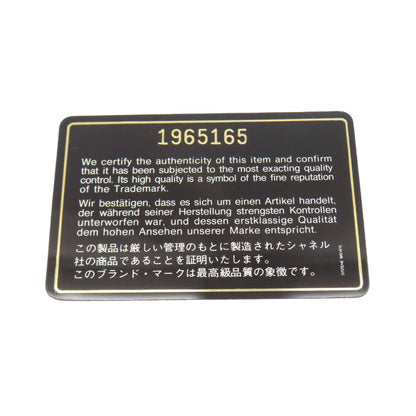 1965165
We certify the authenticity of this item and confirm
that it has been subjected to the most exacting quality
control. Its high quality is a symbol of the fine reputation
of the Trademark.
Wir bestätigen, dass es sich um einen Artikel handelt,
der während seiner Herstellung strengsten Kontrollen
unterworfen war, und dessen erstklassige Qualität
dem hohen Ansehen unserer Marke entspricht.
この製品は厳しい管理のもとに製造されたシャネル
社の商品であることを証明いたします。
このブランド・マークは最高級品質の象徴です。